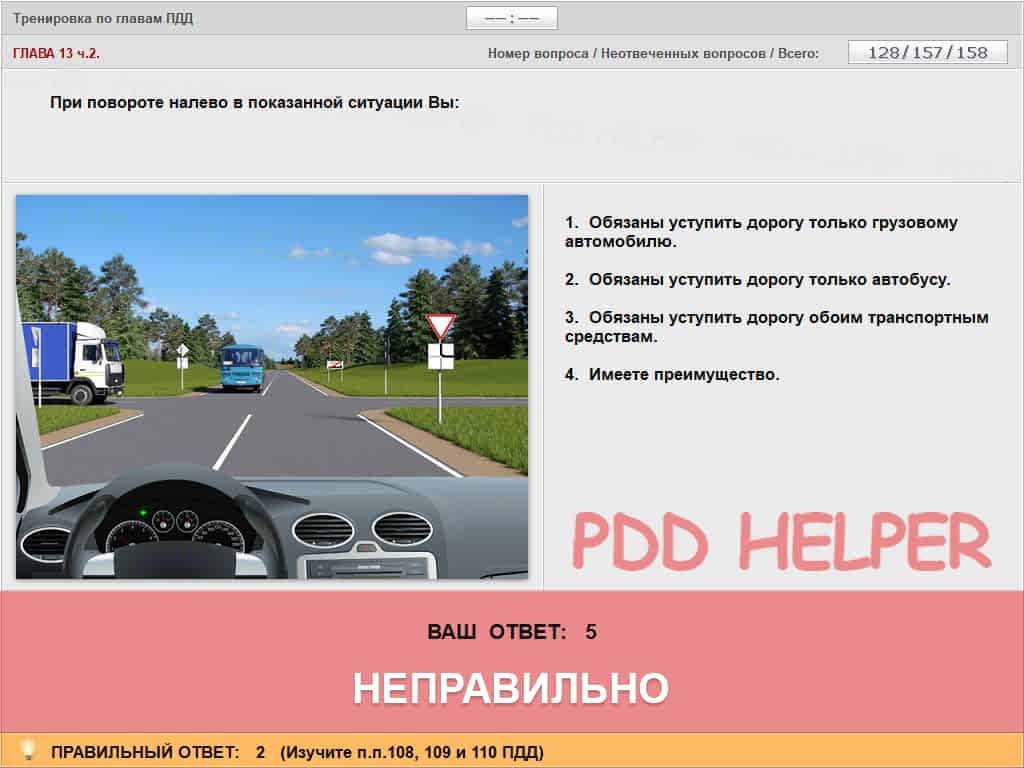 Тренировка по главам ПДД
—— : ——
ГЛАВА 13 ч.2.
Номер вопроса / Неотвеченных вопросов / Всего:
128/157/158
При повороте налево в показанной ситуации Вы:
1. Обязаны уступить дорогу только грузовому
автомобилю.
2. Обязаны уступить дорогу только автобусу.
3. Обязаны уступить дорогу обоим транспортным
средствам.
4. Имеете преимущество.
PDD HELPER
ВАШ ОТВЕТ: 5
НЕПРАВИЛЬНО
ПРАВИЛЬНЫЙ ОТВЕТ: 2 (Изучите п.п.108, 109 и 110 ПДД)